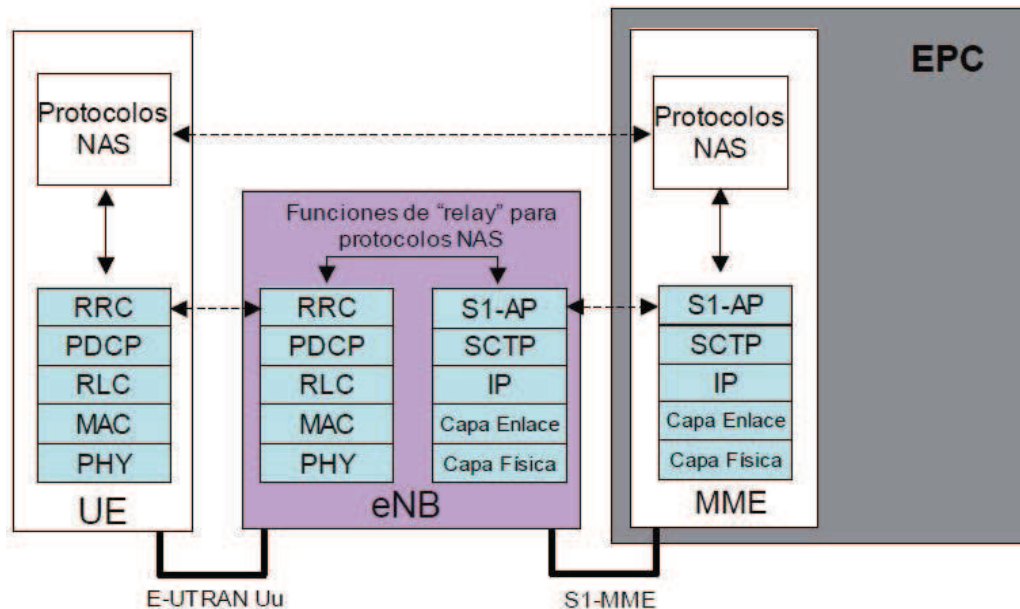 EPC
Protocolos
NAS
Protocolos
NAS
Funciones de “relay” para
protocolos NAS
RRC
PDCP
RLC
MAC
PHY
UE
RRC
PDCP
RLC
MAC
PHY
S1-AP
SCTP
IP
Capa Enlace
Capa Física
eNB
S1-AP
SCTP
IP
Capa Enlace
Capa Física
MME
E-UTRAN Uu
S1-MME